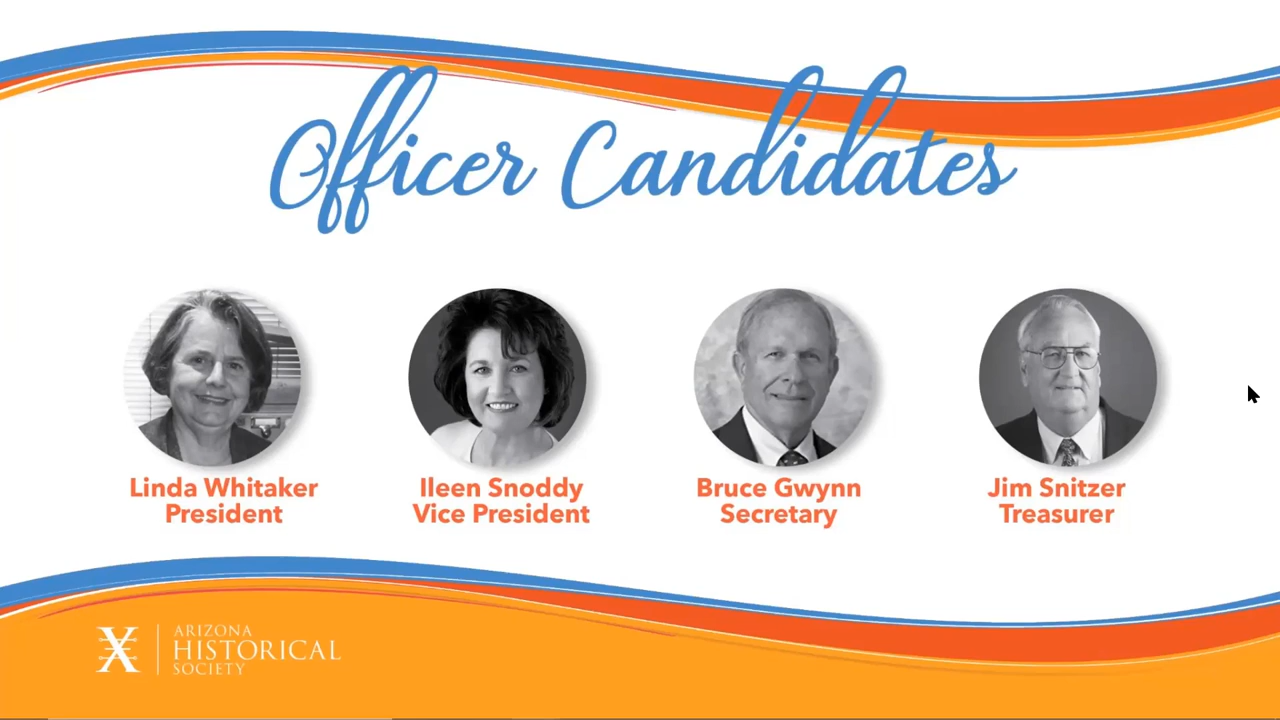 Officer Candidates
Linda Whitaker
President
Ileen Snoddy
Vice President
Bruce Gwynn
Secretary
Jim Snitzer
Treasurer
ARIZONA
HISTORICAL
SOCIETY